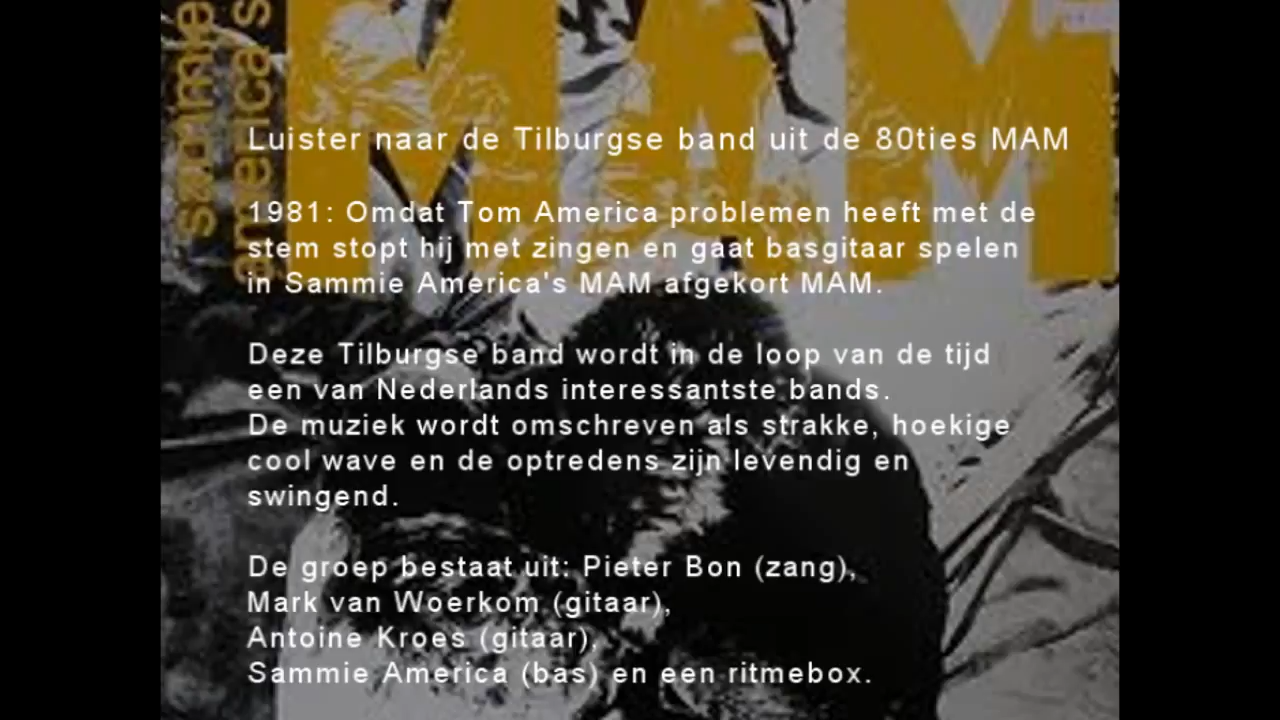 sammie
america's
MAM
Luister naar de Tilburgse band uit de 80ties MAM
1981: Omdat Tom America problemen heeft met de
stem stopt hij met zingen en gaat basgitaar spelen
in Sammie America's MAM afgekort MAM.
Deze Tilburgse band wordt in de loop van de tijd
een van Nederlands interessantste bands.
De muziek wordt omschreven als strakke, hoekige
cool wave en de optredens zijn levendig en
swingend.
De groep bestaat uit: Pieter Bon (zang),
Mark van Woerkom (gitaar),
Antoine Kroes (gitaar),
Sammie America (bas) en een ritmebox.